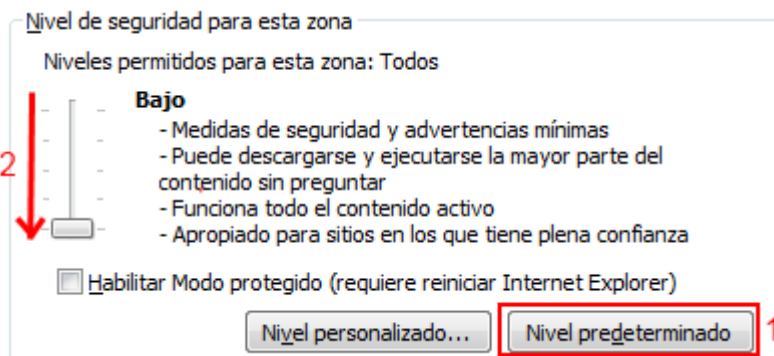 Nivel de seguridad para esta zona
Niveles permitidos para esta zona: Todos
Bajo
- Medidas de seguridad y advertencias mínimas
- Puede descargarse y ejecutarse la mayor parte del
contenido sin preguntar
- Funciona todo el contenido activo
- Apropiado para sitios en los que tiene plena confianza
2
Habilitar Modo protegido (requiere reiniciar Internet Explorer)
Nivel personalizado... Nivel predeterminado 1